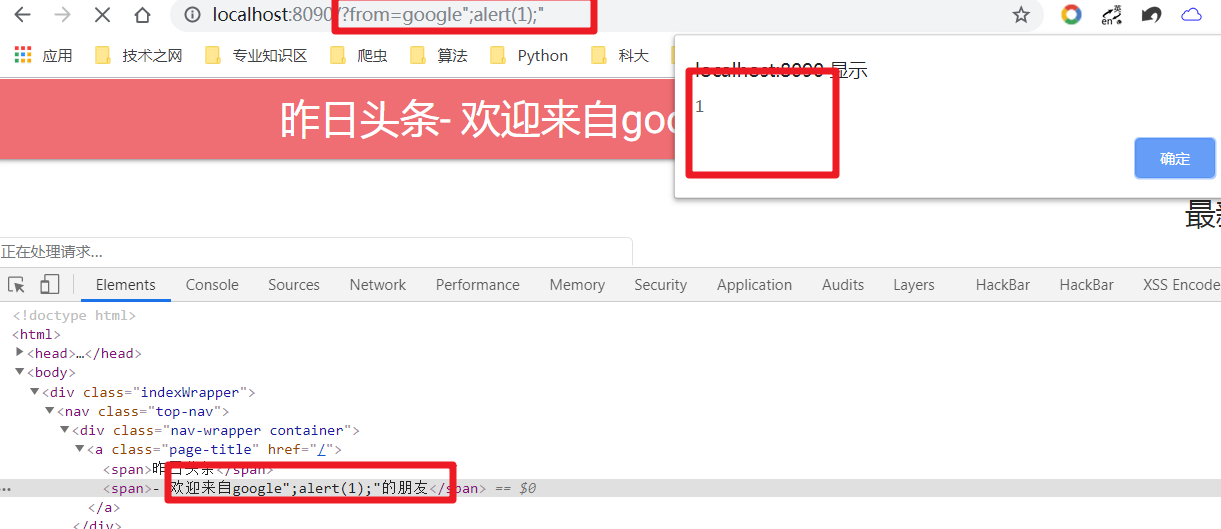 localhost:8090/?from=google";alert(1);"
应用 技术之网 专业知识区 爬虫 算法 Python 科大
localhost:8090 显示
1
确定
昨日头条- 欢迎来自goo
最新
正在处理请求...
Elements Console Sources Network Performance Memory Security Application Audits Layers HackBar HackBar XSS Encode
<!doctype html>
<html>
<head>…</head>
<body>
<div class="indexWrapper">
<nav class="top-nav">
<div class="nav-wrapper container">
<a class="page-title" href="/">
<span>昨日头条</span>
<span>- 欢迎来自google";alert(1);"的朋友</span> == $0
</a>
</div>